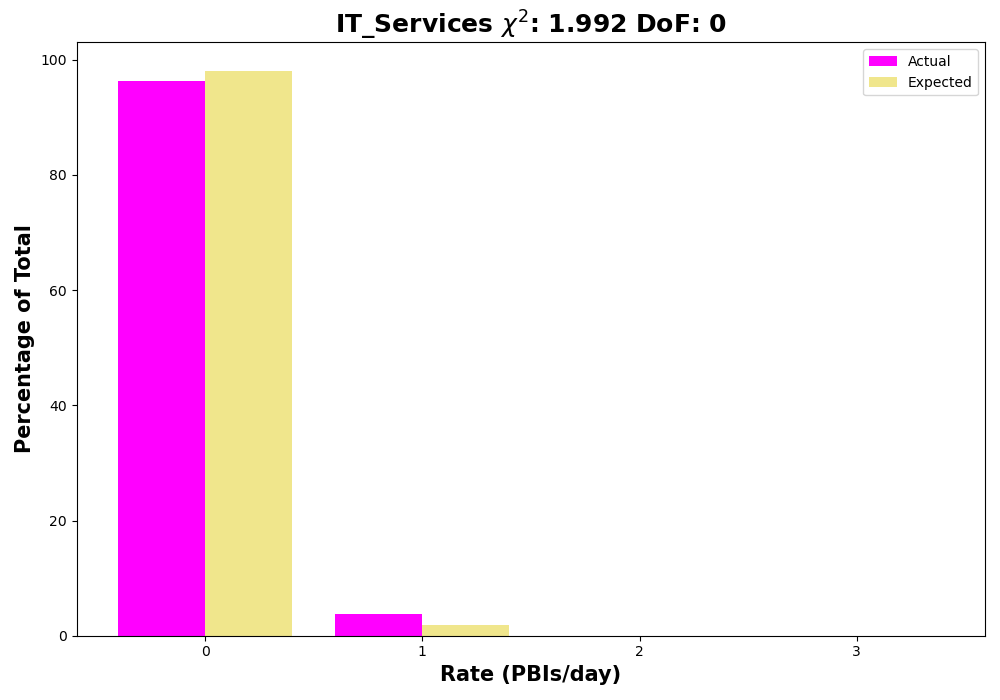 IT_Services χ²: 1.992 DoF: 0
Actual
Expected
Percentage of Total
100
80
60
40
20
0
0 1 2 3
Rate (PBIs/day)